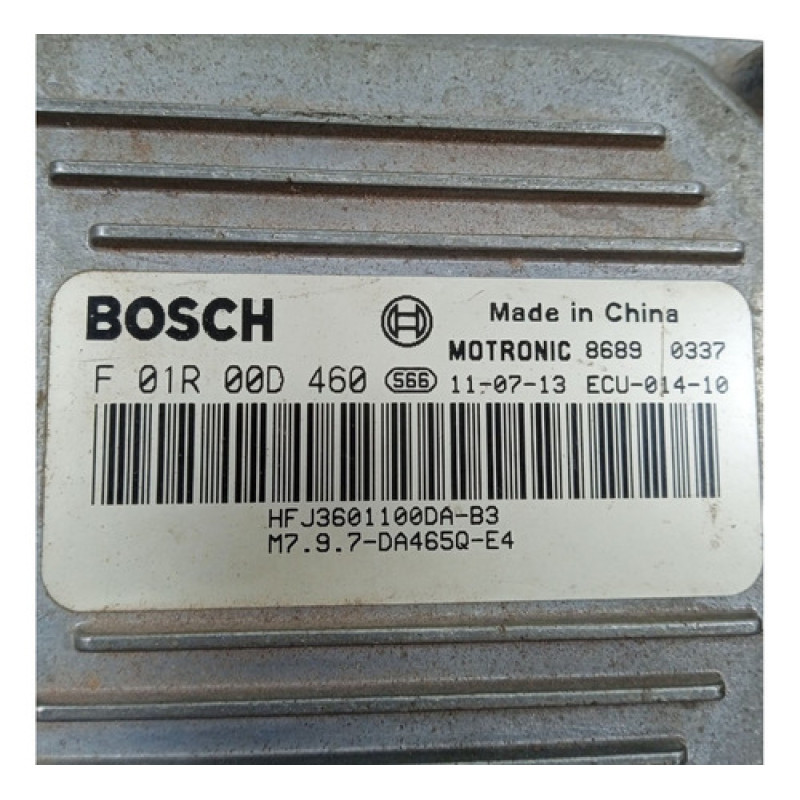 BOSCH
Made in China
MOTRONIC 8689 0337
F 01R 00D 460 566 11-07-13 ECU-014-10
HFJ3601100DA-B3
M7.9.7-DA465Q-E4